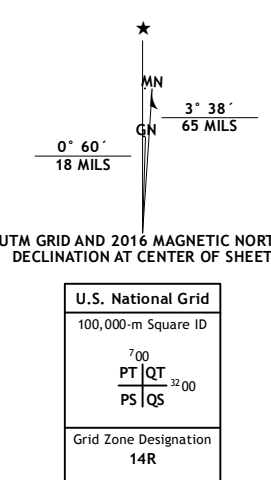 ★
MN
3° 38´
65 MILS
GN
0° 60´
18 MILS
UTM GRID AND 2016 MAGNETIC NORT
DECLINATION AT CENTER OF SHEET
U.S. National Grid
100,000-m Square ID
⁷00
PT QT
³²00
PS QS
Grid Zone Designation
14R